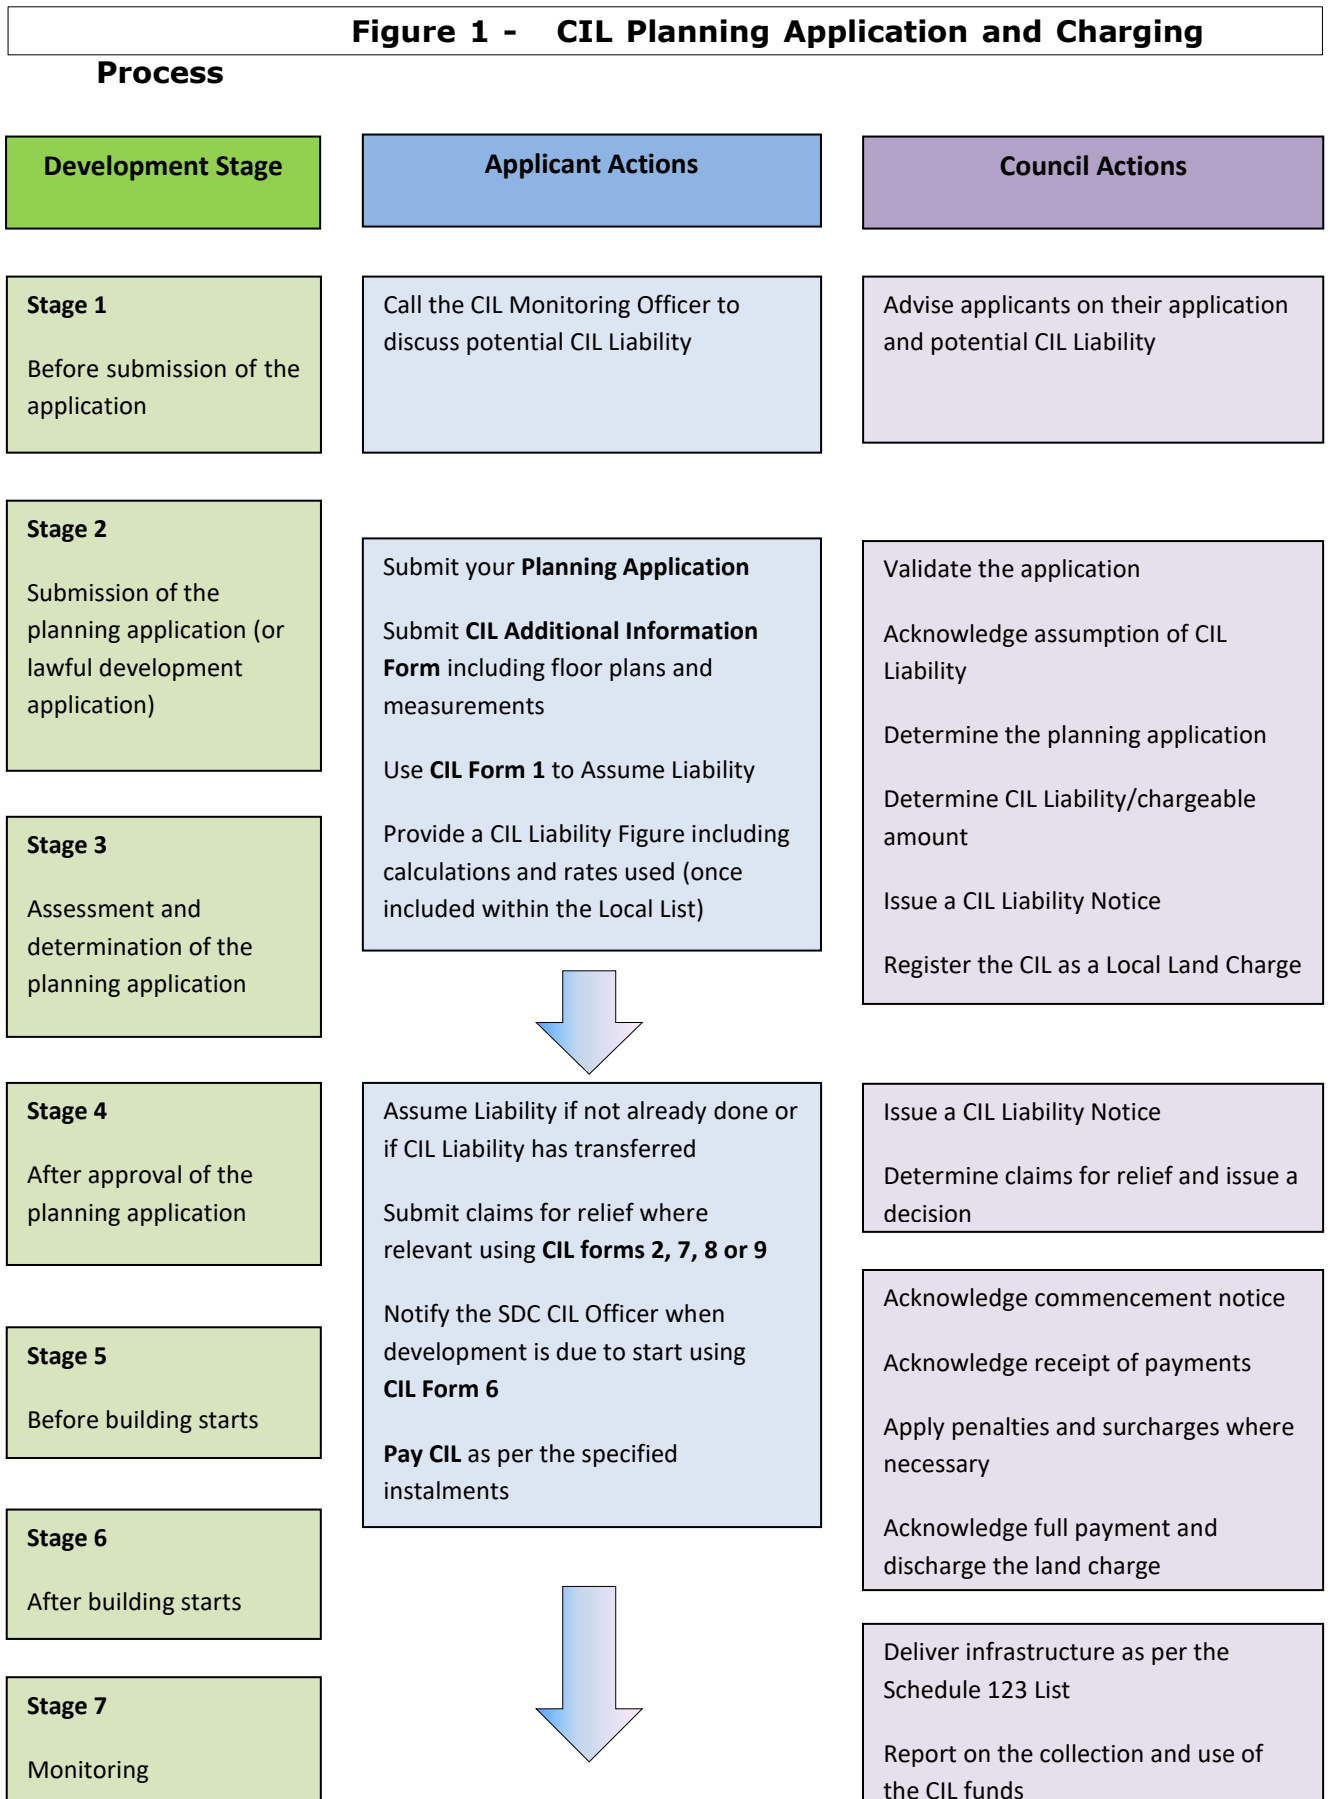 Figure 1 - CIL Planning Application and Charging
Process
Development Stage
Applicant Actions
Council Actions
Stage 1
Before submission of the
application
Call the CIL Monitoring Officer to
discuss potential CIL Liability
Advise applicants on their application
and potential CIL Liability
Stage 2
Submission of the
planning application (or
lawful development
application)
Stage 3
Assessment and
determination of the
planning application
Submit your Planning Application
Submit CIL Additional Information
Form including floor plans and
measurements
Use CIL Form 1 to Assume Liability
Provide a CIL Liability Figure including
calculations and rates used (once
included within the Local List)
Validate the application
Acknowledge assumption of CIL
Liability
Determine the planning application
Determine CIL Liability/chargeable
amount
Issue a CIL Liability Notice
Register the CIL as a Local Land Charge
Stage 4
After approval of the
planning application
Stage 5
Before building starts
Stage 6
After building starts
Stage 7
Monitoring
Assume Liability if not already done or
if CIL Liability has transferred
Submit claims for relief where
relevant using CIL forms 2, 7, 8 or 9
Notify the SDC CIL Officer when
development is due to start using
CIL Form 6
Pay CIL as per the specified
instalments
Issue a CIL Liability Notice
Determine claims for relief and issue a
decision
Acknowledge commencement notice
Acknowledge receipt of payments
Apply penalties and surcharges where
necessary
Acknowledge full payment and
discharge the land charge
Deliver infrastructure as per the
Schedule 123 List
Report on the collection and use of
the CIL funds